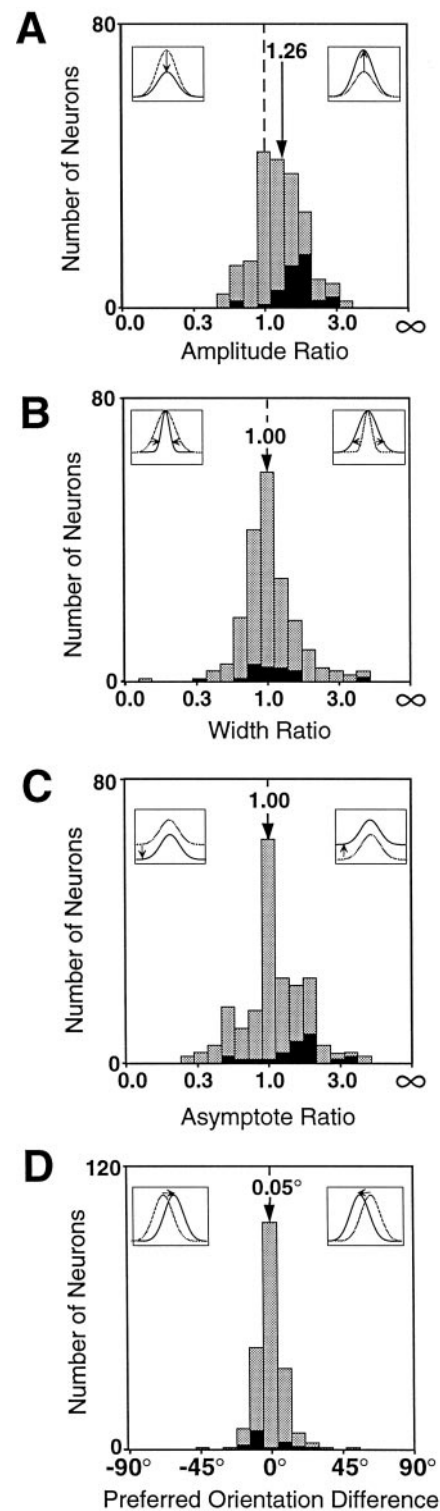 A
80
1.26
Number of Neurons
0
0.0 0.3 1.0 3.0 ∞
Amplitude Ratio
B
80
1.00
Number of Neurons
0
0.0 0.3 1.0 3.0 ∞
Width Ratio
C
80
1.00
Number of Neurons
0
0.0 0.3 1.0 3.0 ∞
Asymptote Ratio
D
120
0.05°
Number of Neurons
0
-90° -45° 0° 45° 90°
Preferred Orientation Difference